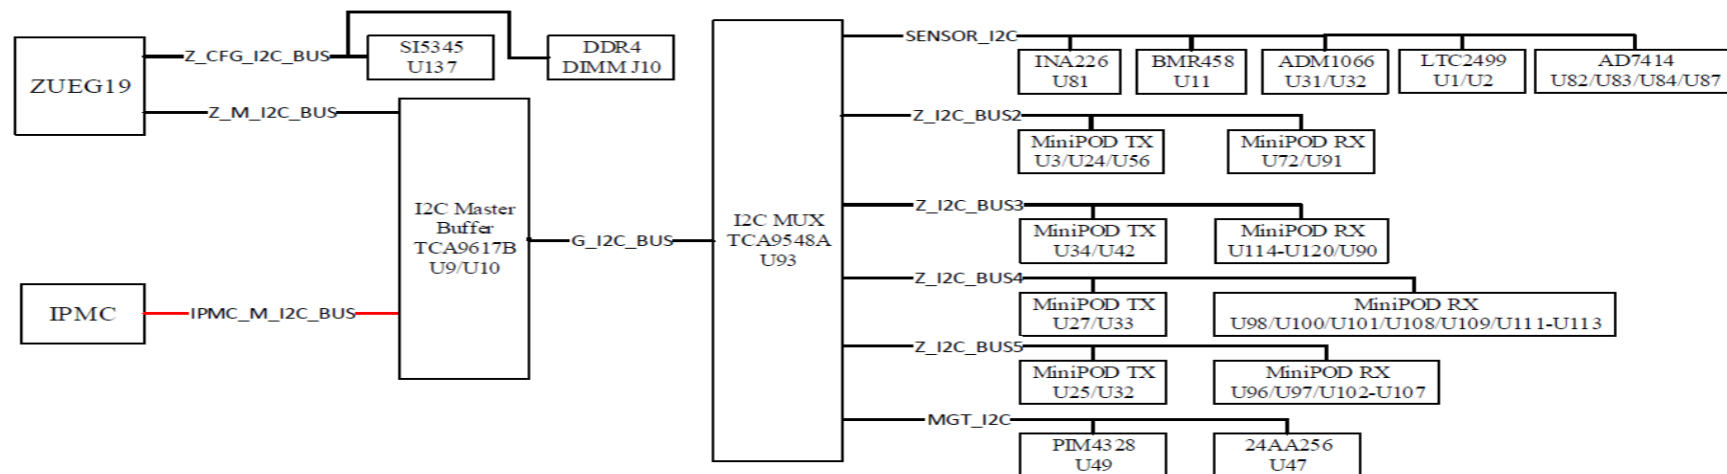 ZUEG19
Z_CFG_I2C_BUS
SI5345
U137
DDR4
DIMM J10
Z_M_I2C_BUS
I2C Master
Buffer
TCA9617B
U9/U10
IPMC
IPMC_M_I2C_BUS
G_I2C_BUS
I2C MUX
TCA9548A
U93
SENSOR_I2C
INA226
U81
BMR458
U11
ADM1066
U31/U32
LTC2499
U1/U2
AD7414
U82/U83/U84/U87
Z_I2C_BUS2
MiniPOD TX
U3/U24/U56
MiniPOD RX
U72/U91
Z_I2C_BUS3
MiniPOD TX
U34/U42
MiniPOD RX
U114-U120/U90
Z_I2C_BUS4
MiniPOD TX
U27/U33
MiniPOD RX
U98/U100/U101/U108/U109/U111-U113
Z_I2C_BUS5
MiniPOD TX
U25/U32
MiniPOD RX
U96/U97/U102-U107
MGT_I2C
PIM4328
U49
24AA256
U47